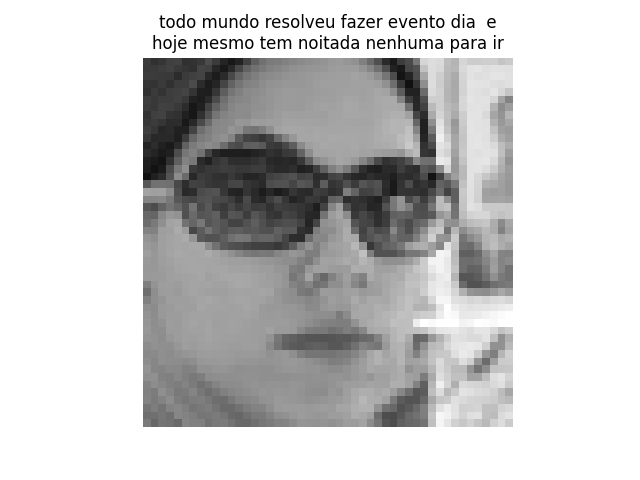 todo mundo resolveu fazer evento dia  e
hoje mesmo tem noitada nenhuma para ir